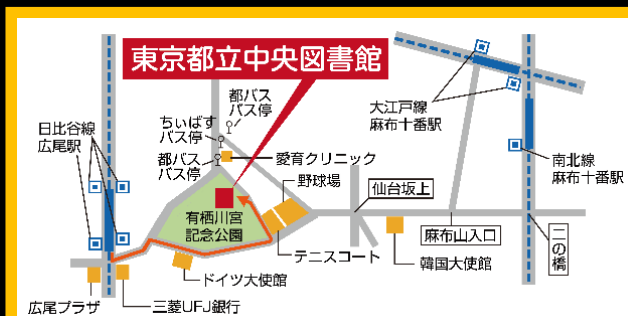 東京都立中央図書館
都バス
バス停
ちぃばす
バス停
都バス
バス停
日比谷線
広尾駅
愛育クリニック
野球場
仙台坂上
大江戸線
麻布十番駅
南北線
麻布十番駅
有栖川宮
記念公園
テニスコート
麻布山入口
二の橋
韓国大使館
ドイツ大使館
広尾プラザ
三菱UFJ銀行